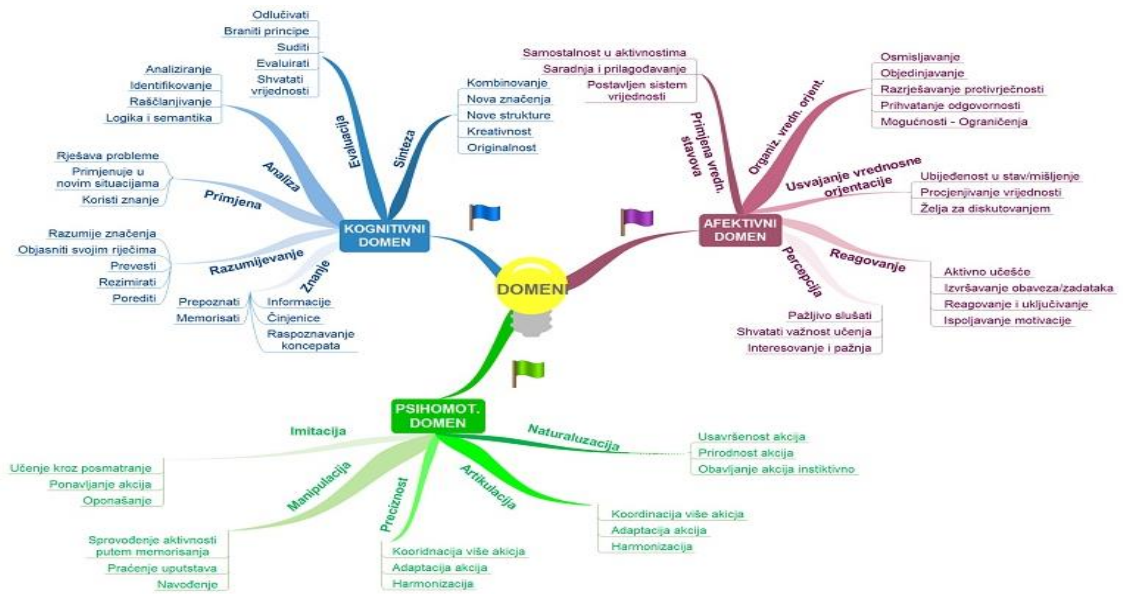 DOMENI
KOGNITIVNI
DOMEN
Evaluacija
Odlučivati
Braniti principe
Suditi
Evaluirati
Shvatati
vrijednosti
Sinteza
Kombinovanje
Nova značenja
Nove strukture
Kreativnost
Originalnost
Analiza
Analiziranje
Identifikovanje
Raščlanjivanje
Logika i semantika
Primjena
Rješava probleme
Primjenuje u
novim situacijama
Koristi znanje
Razumijevanje
Razumije značenja
Objasniti svojim riječima
Prevesti
Rezimirati
Porediti
Znanje
Prepoznati
Memorisati
Informacije
Činjenice
Raspoznavanje
koncepata
AFEKTIVNI
DOMEN
Primjena vredn.
stavova
Samostalnost u aktivnostima
Saradnja i prilagođavanje
Postavljen sistem
vrijednosti
Organiz. vredn. orjent.
Osmisljavanje
Objedinjavanje
Razrješavanje protivrječnosti
Prihvatanje odgovornosti
Mogućnosti - Ograničenja
Usvajanje vrednosne
orjentacije
Ubijeđenost u stav/mišljenje
Procjenjivanje vrijednosti
Želja za diskutovanjem
Reagovanje
Aktivno učešće
Izvršavanje obaveza/zadataka
Reagovanje i uključivanje
Ispoljavanje motivacije
Percepcija
Pažljivo slušati
Shvatati važnost učenja
Interesovanje i pažnja
PSIHOMOT.
DOMEN
Imitacija
Učenje kroz posmatranje
Ponavljanje akcija
Oponašanje
Manipulacija
Sprovođenje aktivnosti
putem memorisanja
Praćenje uputstava
Navođenje
Preciznost
Kooridnacija više akicja
Adaptacija akcija
Harmonizacija
Artikulacija
Koordinacija više akicja
Adaptacija akcija
Harmonizacija
Naturaluzacija
Usavršenost akcija
Prirodnost akcija
Obavljanje akcija instiktivno